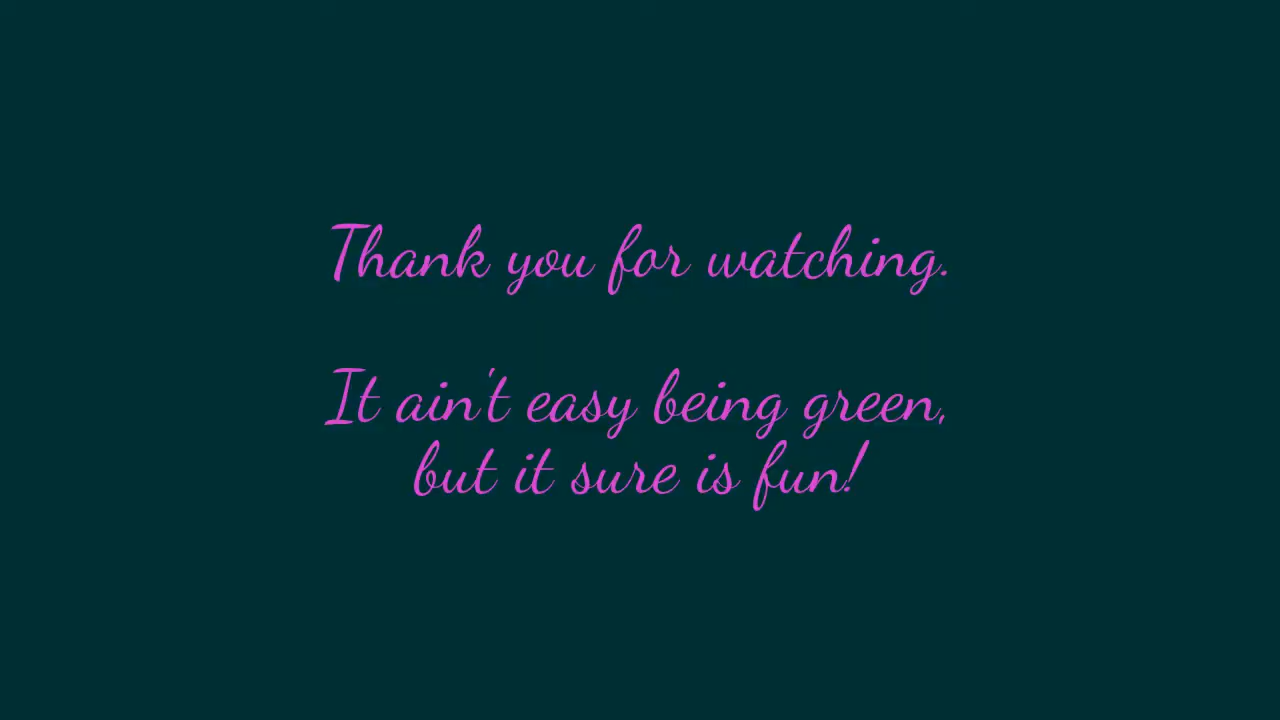 Thank you for watching.
It ain't easy being green,
but it sure is fun!